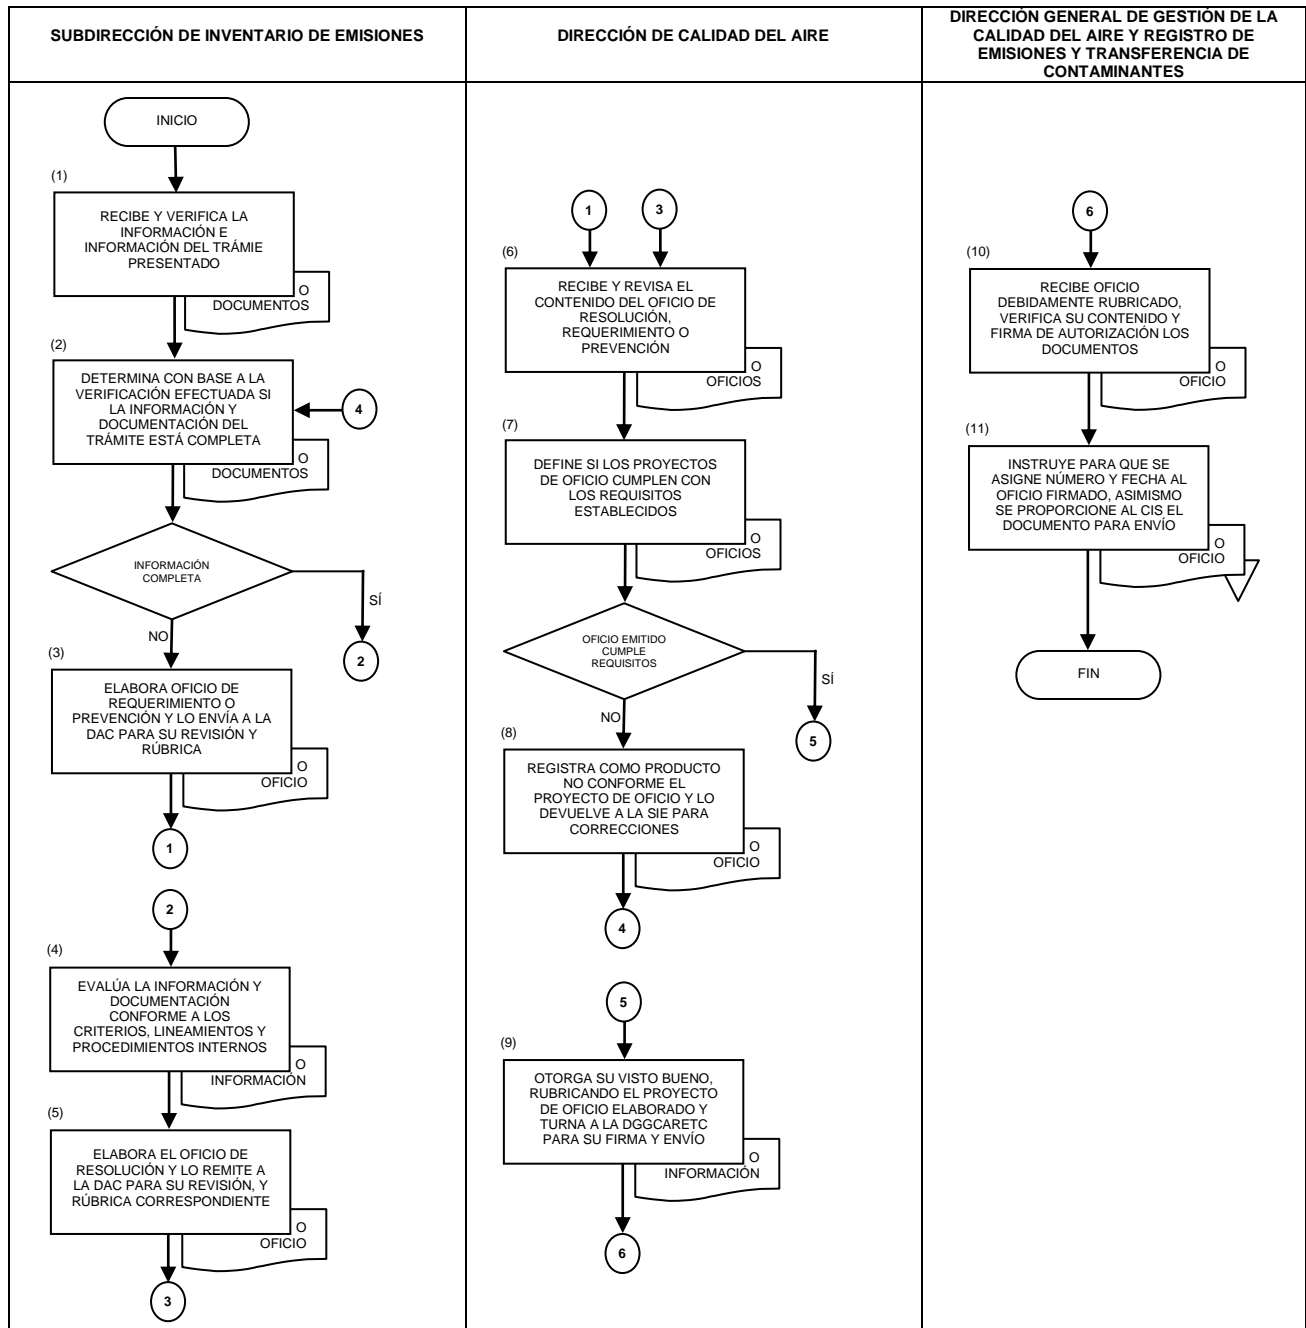 SUBDIRECCIÓN DE INVENTARIO DE EMISIONES
DIRECCIÓN DE CALIDAD DEL AIRE
DIRECCIÓN GENERAL DE GESTIÓN DE LA
CALIDAD DEL AIRE Y REGISTRO DE
EMISIONES Y TRANSFERENCIA DE
CONTAMINANTES
INICIO
(1)
RECIBE Y VERIFICA LA
INFORMACIÓN E
INFORMACIÓN DEL TRÁMIE
PRESENTADO
O
DOCUMENTOS
(2)
DETERMINA CON BASE A LA
VERIFICACIÓN EFECTUADA SI
LA INFORMACIÓN Y
DOCUMENTACIÓN DEL
TRÁMITE ESTÁ COMPLETA
4
O
DOCUMENTOS
INFORMACIÓN
COMPLETA
SÍ
2
NO
(3)
ELABORA OFICIO DE
REQUERIMIENTO O
PREVENCIÓN Y LO ENVÍA A LA
DAC PARA SU REVISIÓN Y
RÚBRICA
O
OFICIO
1
2
(4)
EVALÚA LA INFORMACIÓN Y
DOCUMENTACIÓN
CONFORME A LOS
CRITERIOS, LINEAMIENTOS Y
PROCEDIMIENTOS INTERNOS
O
INFORMACIÓN
(5)
ELABORA EL OFICIO DE
RESOLUCIÓN Y LO REMITE A
LA DAC PARA SU REVISIÓN, Y
RÚBRICA CORRESPONDIENTE
O
OFICIO
3
1
3
(6)
RECIBE Y REVISA EL
CONTENIDO DEL OFICIO DE
RESOLUCIÓN,
REQUERIMIENTO O
PREVENCIÓN
O
OFICIOS
(7)
DEFINE SI LOS PROYECTOS
DE OFICIO CUMPLEN CON
LOS REQUISITOS
ESTABLECIDOS
O
OFICIOS
OFICIO EMITIDO
CUMPLE
REQUISITOS
SÍ
5
NO
(8)
REGISTRA COMO PRODUCTO
NO CONFORME EL
PROYECTO DE OFICIO Y LO
DEVUELVE A LA SIE PARA
CORRECCIONES
O
OFICIO
4
5
(9)
OTORGA SU VISTO BUENO,
RUBRICANDO EL PROYECTO
DE OFICIO ELABORADO Y
TURNA A LA DGGCARETC
PARA SU FIRMA Y ENVÍO
O
INFORMACIÓN
6
6
(10)
RECIBE OFICIO
DEBIDAMENTE RUBRICADO,
VERIFICA SU CONTENIDO Y
FIRMA DE AUTORIZACIÓN LOS
DOCUMENTOS
O
OFICIO
(11)
INSTRUYE PARA QUE SE
ASIGNE NÚMERO Y FECHA AL
OFICIO FIRMADO, ASIMISMO
SE PROPORCIONE AL CIS EL
DOCUMENTO PARA ENVÍO
O
OFICIO
FIN